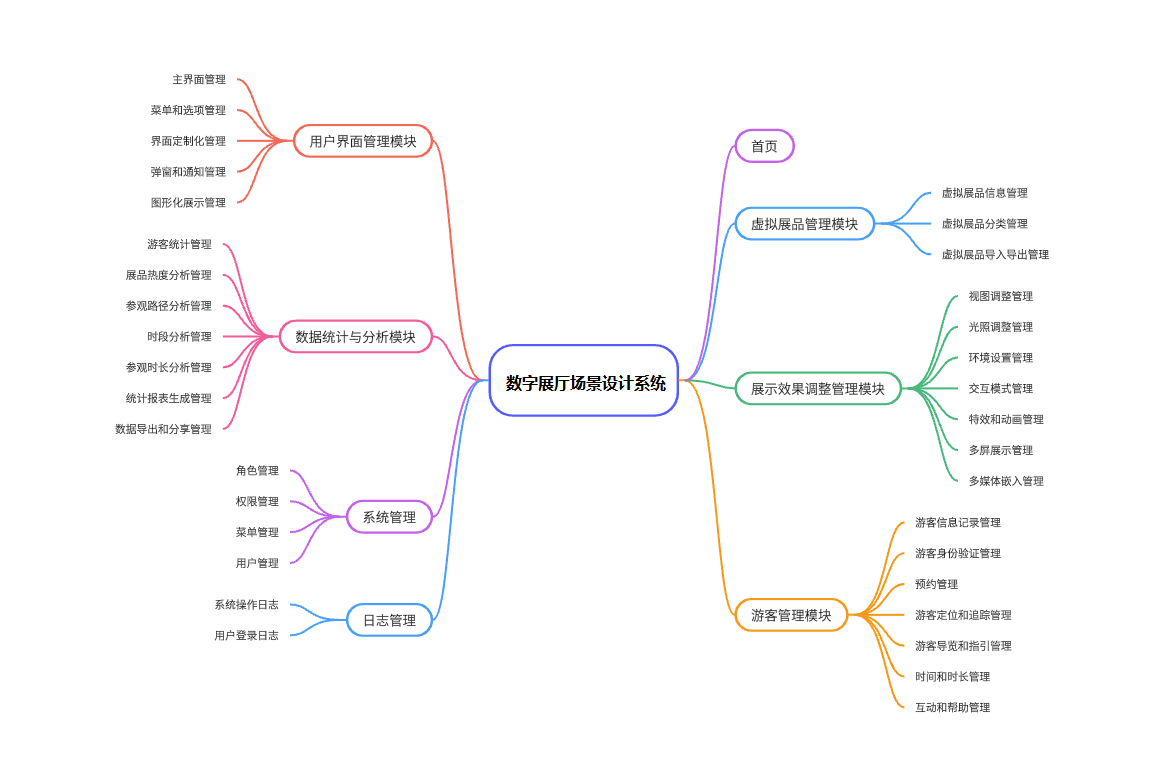 数字展厅场景设计系统
首页
虚拟展品管理模块
虚拟展品信息管理
虚拟展品分类管理
虚拟展品导入导出管理
展示效果调整管理模块
视图调整管理
光照调整管理
环境设置管理
交互模式管理
特效和动画管理
多屏展示管理
多媒体嵌入管理
游客管理模块
游客信息记录管理
游客身份验证管理
预约管理
游客定位和追踪管理
游客导览和指引管理
时间和时长管理
互动和帮助管理
用户界面管理模块
主界面管理
菜单和选项管理
界面定制化管理
弹窗和通知管理
图形化展示管理
数据统计与分析模块
游客统计管理
展品热度分析管理
参观路径分析管理
时段分析管理
参观时长分析管理
统计报表生成管理
数据导出和分享管理
系统管理
角色管理
权限管理
菜单管理
用户管理
日志管理
系统操作日志
用户登录日志